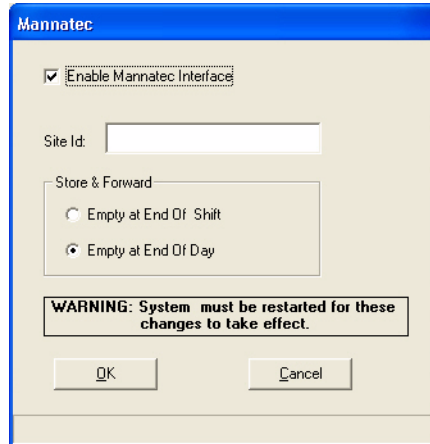 Mannatec
Enable Mannatec Interface
Site Id:
Store & Forward
Empty at End Of Shift
Empty at End Of Day
WARNING: System must be restarted for these
changes to take effect.
OK Cancel